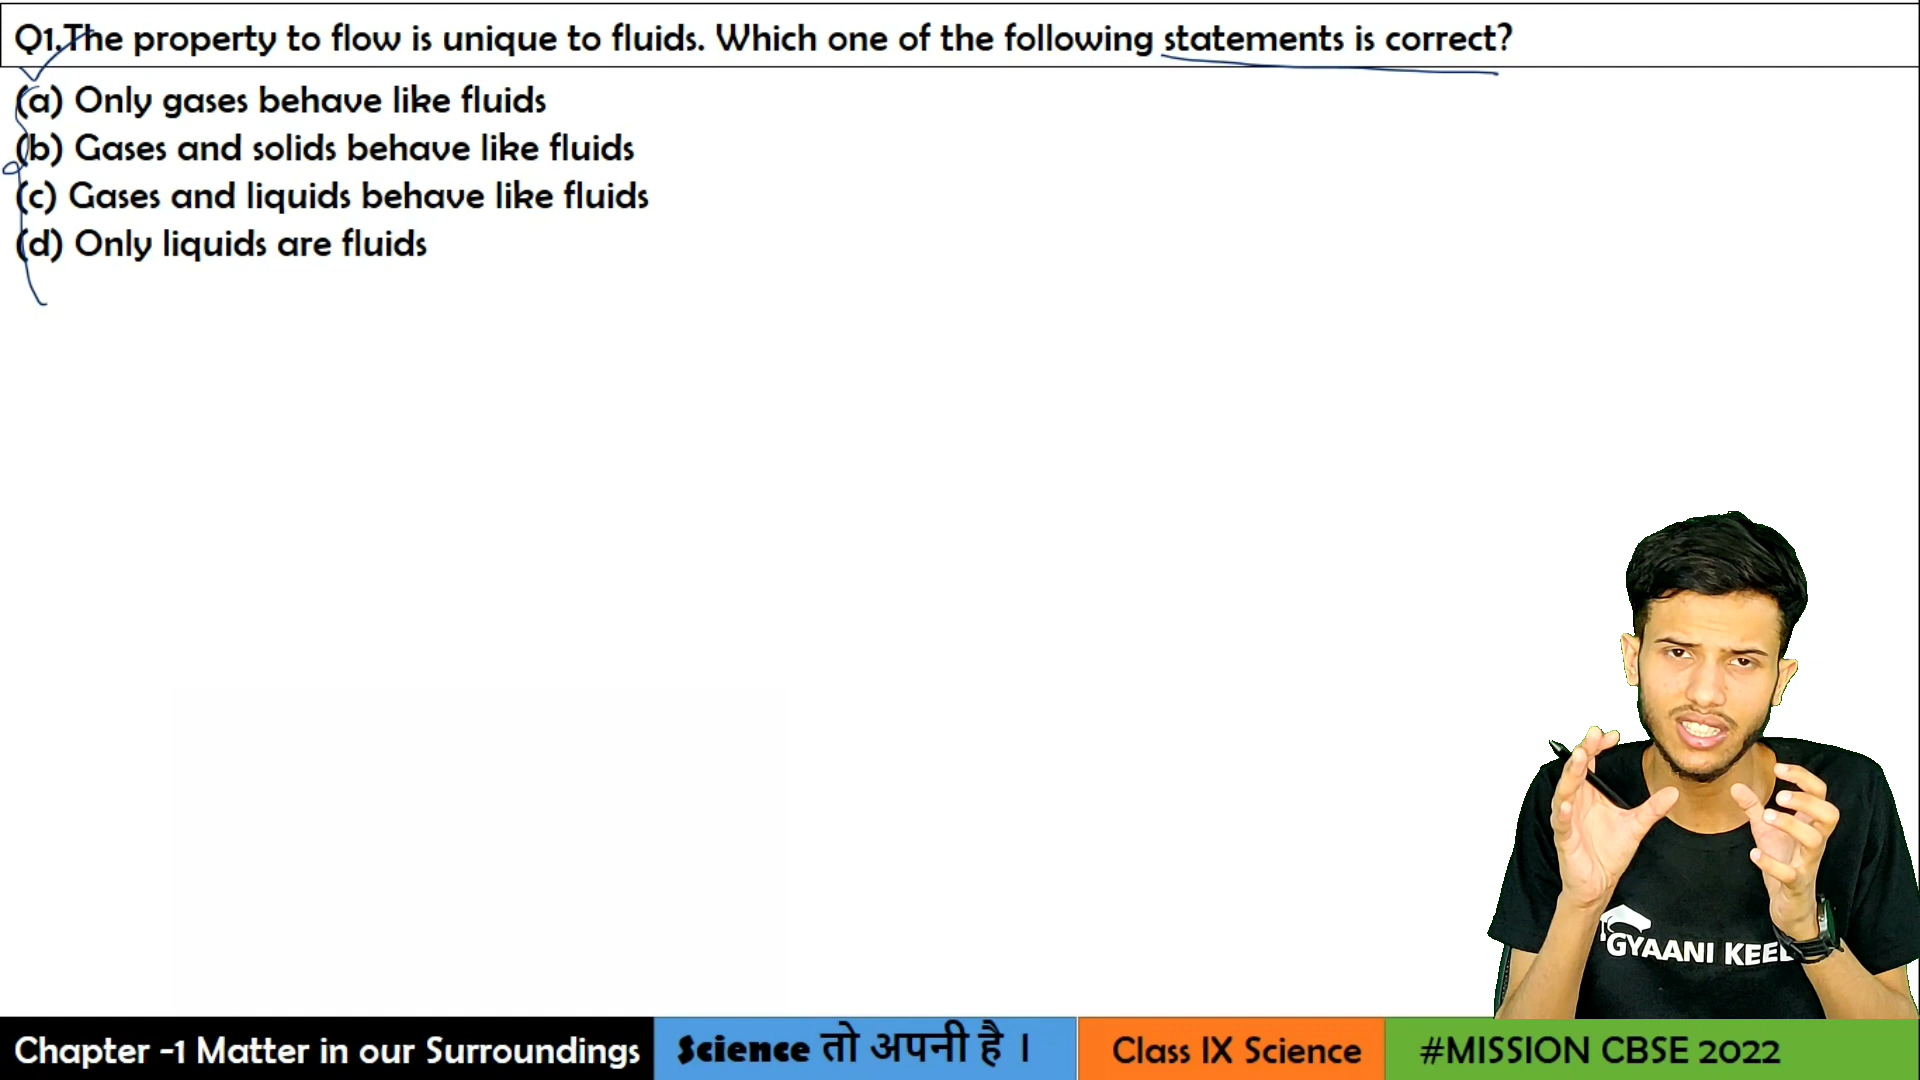 Q1.The property to flow is unique to fluids. Which one of the following statements is correct?
(a) Only gases behave like fluids
(b) Gases and solids behave like fluids
(c) Gases and liquids behave like fluids
(d) Only liquids are fluids
GYAANI KEE
Chapter -1 Matter in our Surroundings
Science तो अपनी है ।
Class IX Science
#MISSION CBSE 2022